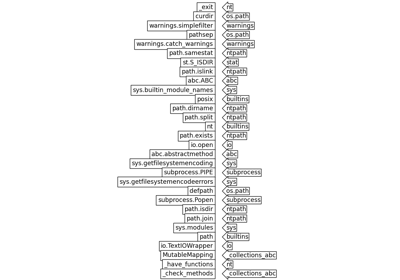 _exit nt
curdir os.path
warnings.simplefilter warnings
pathsep os.path
warnings.catch_warnings warnings
path.samestat ntpath
st.S_ISDIR stat
path.islink ntpath
abc.ABC abc
sys.builtin_module_names sys
posix builtins
path.dirname ntpath
path.split ntpath
nt builtins
path.exists ntpath
io.open io
abc.abstractmethod abc
sys.getfilesystemencoding sys
subprocess.PIPE subprocess
sys.getfilesystemencodeerrors sys
defpath os.path
subprocess.Popen subprocess
path.isdir ntpath
path.join ntpath
sys.modules sys
path builtins
io.TextIOWrapper io
MutableMapping _collections_abc
_have_functions nt
_check_methods _collections_abc